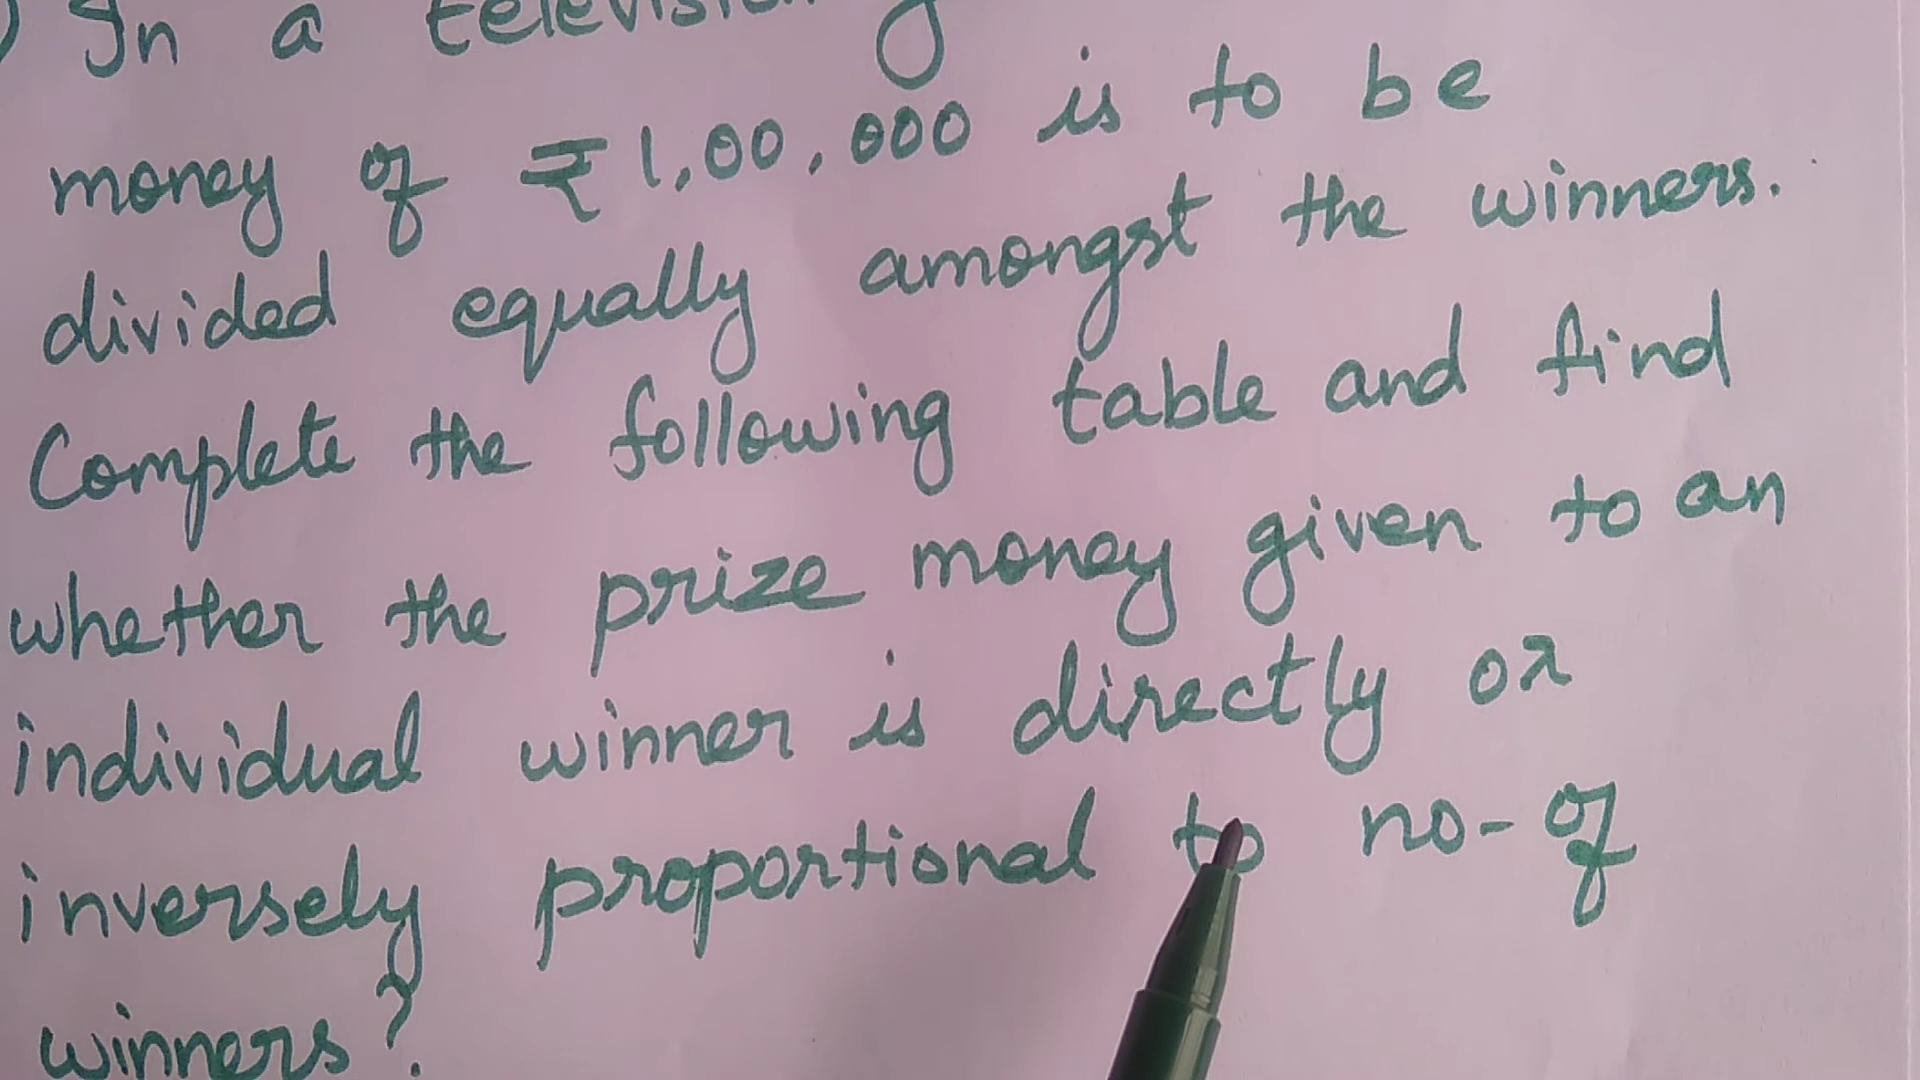 ) In a television
money of ₹1,00,000 is to be
divided equally amongst the winners.
Complete the following table and find
whether the prize money given to an
individual winner is directly or
inversely proportional to no- of
winners?